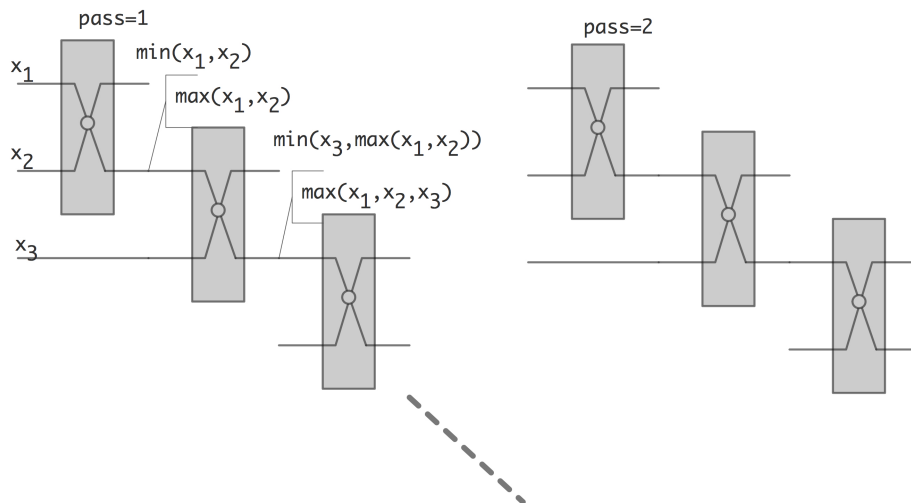 pass=1
pass=2
min(x₁,x₂)
x₁
max(x₁,x₂)
min(x₃,max(x₁,x₂))
x₂
max(x₁,x₂,x₃)
x₃